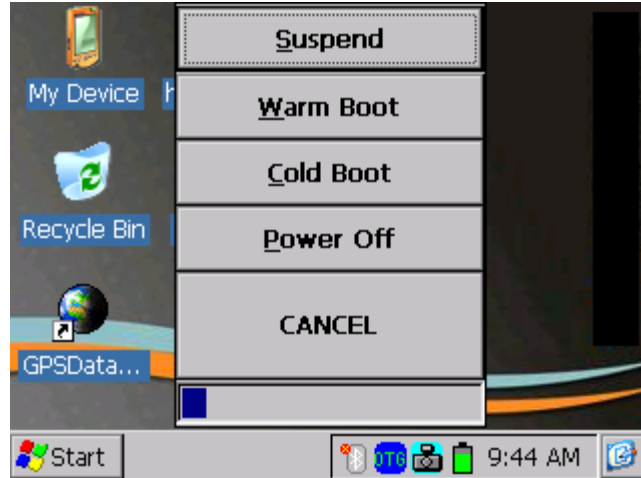 Suspend
My Device
Warm Boot
Cold Boot
Recycle Bin
Power Off
CANCEL
GPSData...
Start
OTG
9:44 AM